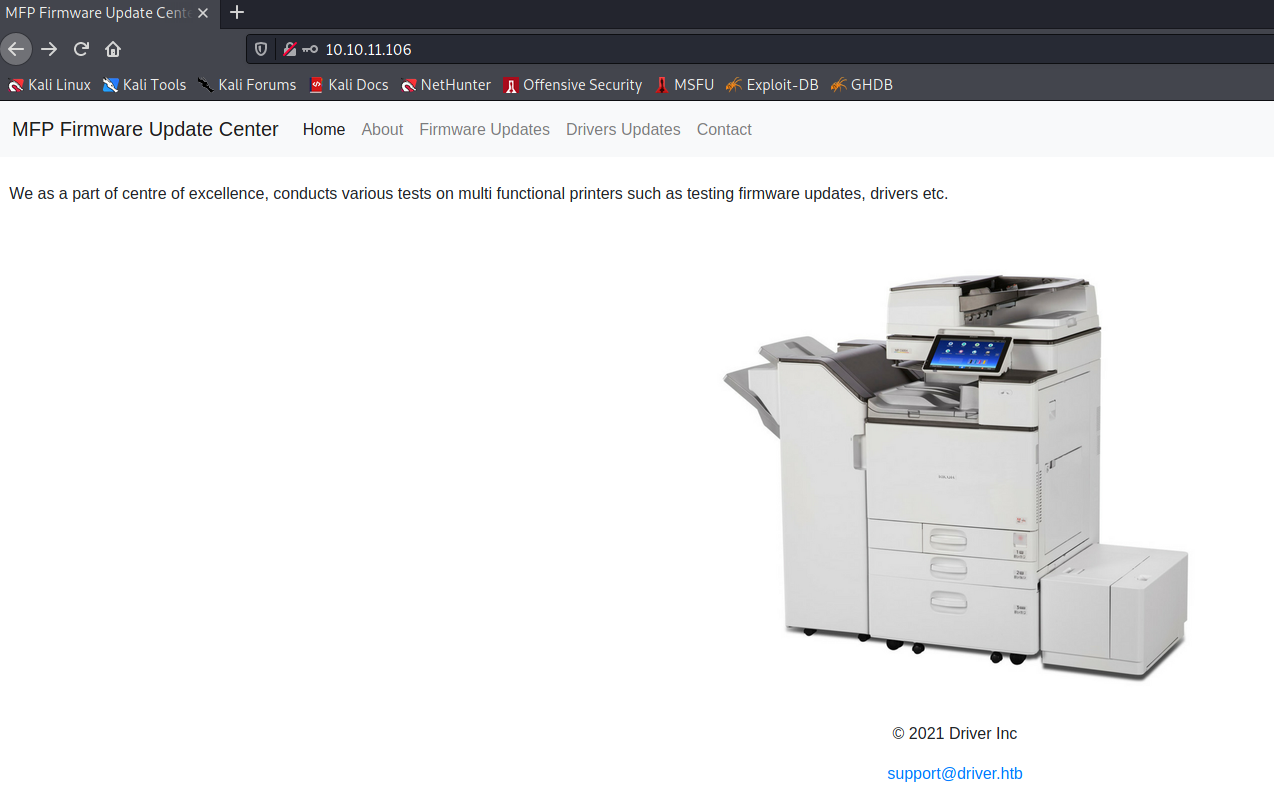 MFP Firmware Update Cent
10.10.11.106
Kali Linux Kali Tools Kali Forums Kali Docs NetHunter Offensive Security MSFU Exploit-DB GHDB
MFP Firmware Update Center Home About Firmware Updates Drivers Updates Contact
We as a part of centre of excellence, conducts various tests on multi functional printers such as testing firmware updates, drivers etc.
© 2021 Driver Inc
support@driver.htb